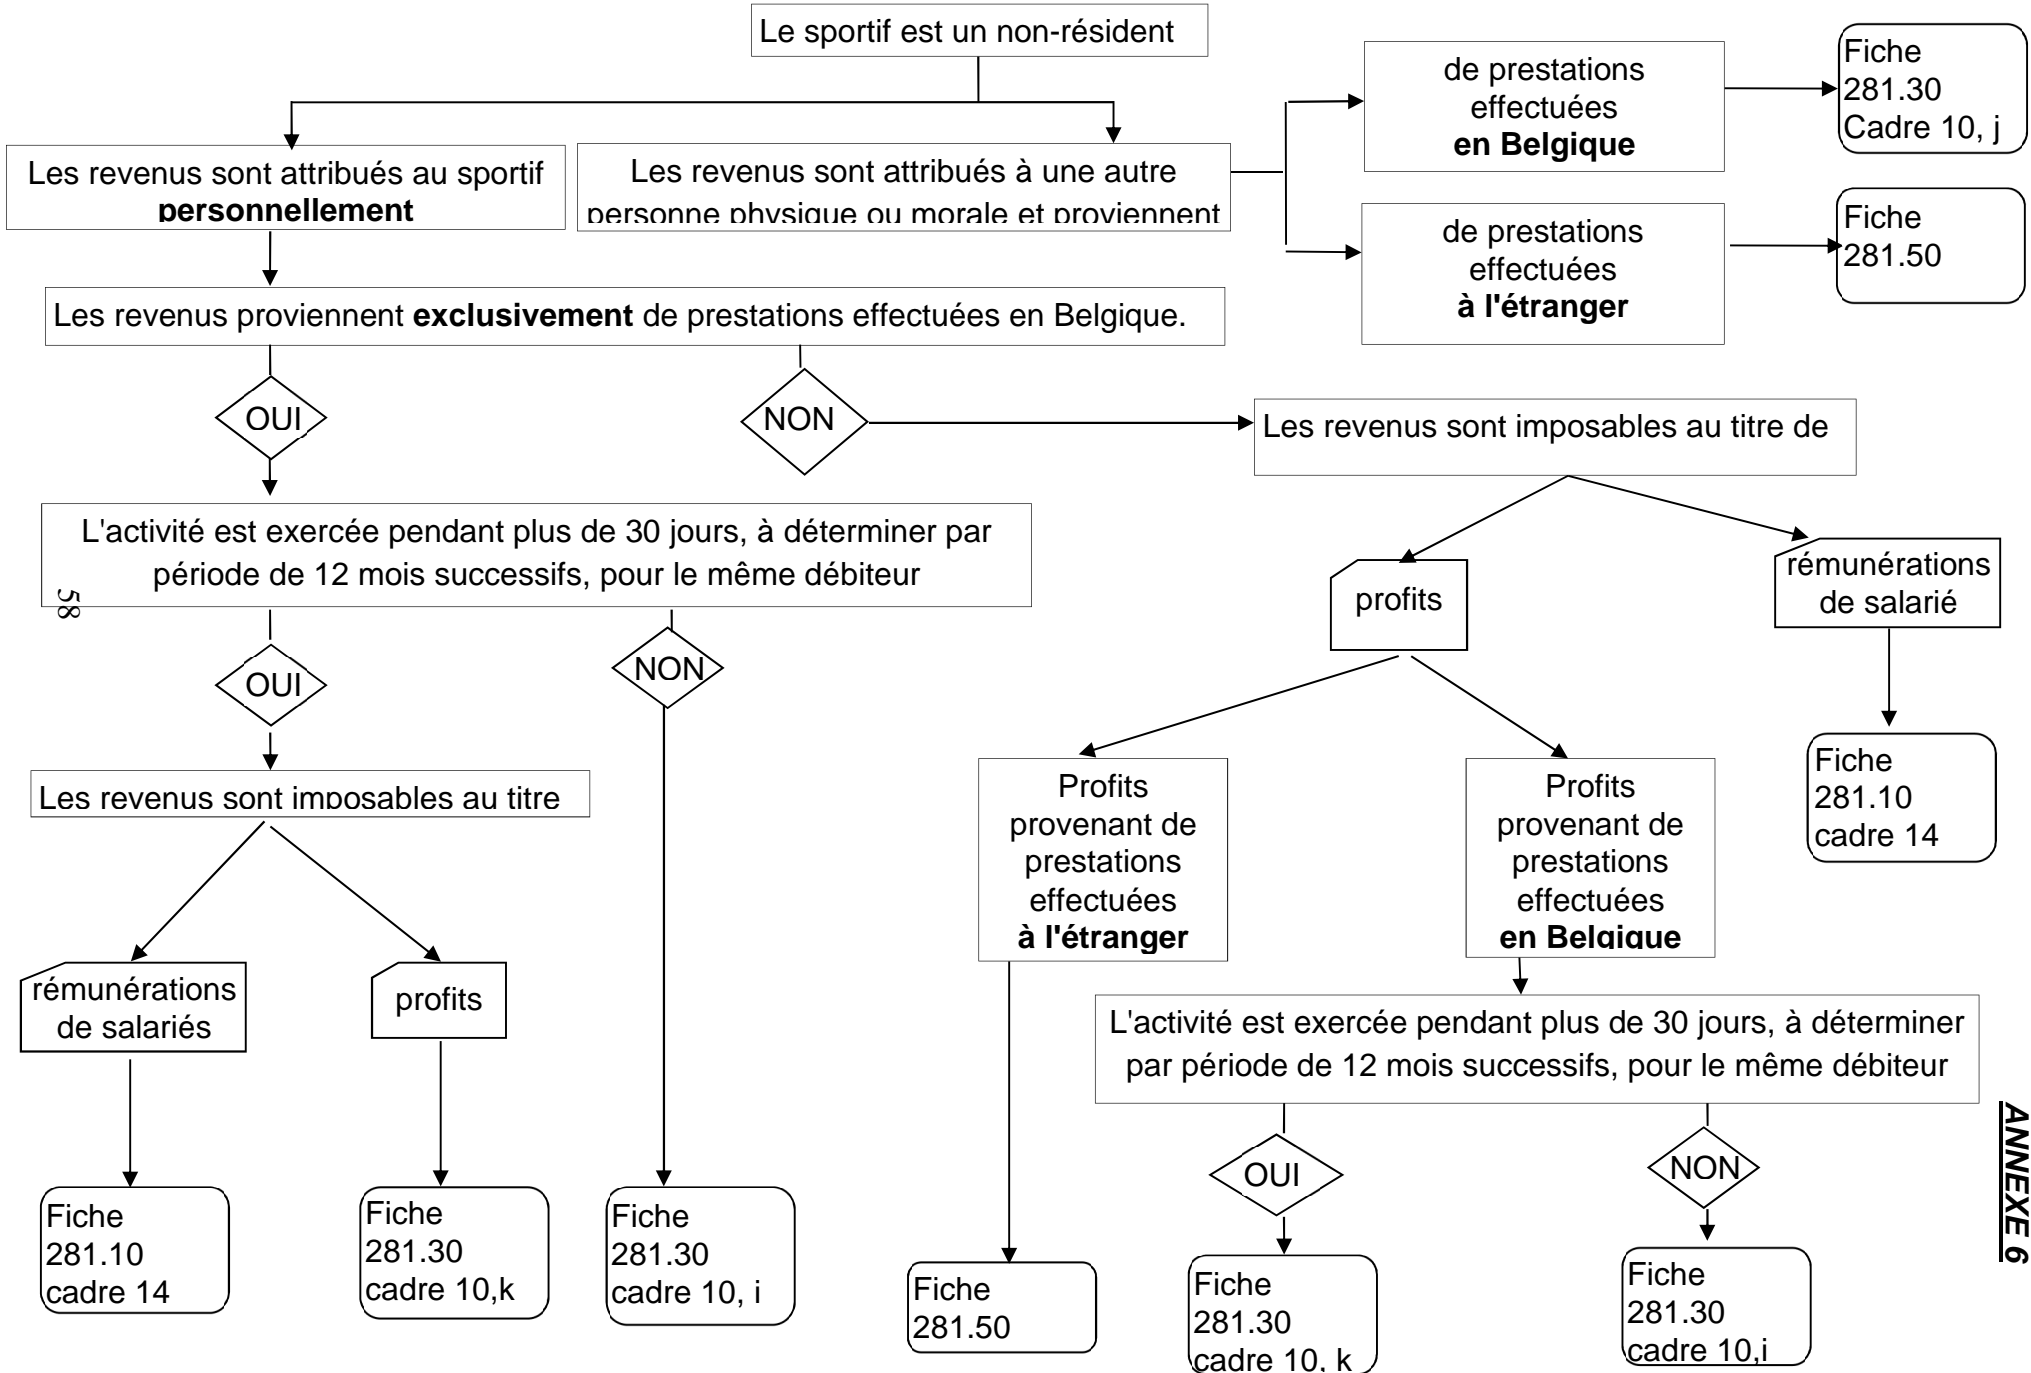 Le sportif est un non-résident
de prestations
effectuées
en Belgique
Fiche
281.30
Cadre 10, j
Les revenus sont attribués au sportif
personnellement
Les revenus sont attribués à une autre
personne physique ou morale et proviennent
de prestations
effectuées
à l'étranger
Fiche
281.50
Les revenus proviennent exclusivement de prestations effectuées en Belgique.
OUI
NON
Les revenus sont imposables au titre de
L'activité est exercée pendant plus de 30 jours, à déterminer par
période de 12 mois successifs, pour le même débiteur
58
profits
rémunérations
de salarié
OUI
NON
Fiche
281.10
cadre 14
Les revenus sont imposables au titre
Profits
provenant de
prestations
effectuées
à l'étranger
Profits
provenant de
prestations
effectuées
en Belgique
rémunérations
de salariés
profits
L'activité est exercée pendant plus de 30 jours, à déterminer
par période de 12 mois successifs, pour le même débiteur
ANNEXE 6
OUI
NON
Fiche
281.10
cadre 14
Fiche
281.30
cadre 10,k
Fiche
281.30
cadre 10, i
Fiche
281.50
Fiche
281.30
cadre 10, k
Fiche
281.30
cadre 10,i